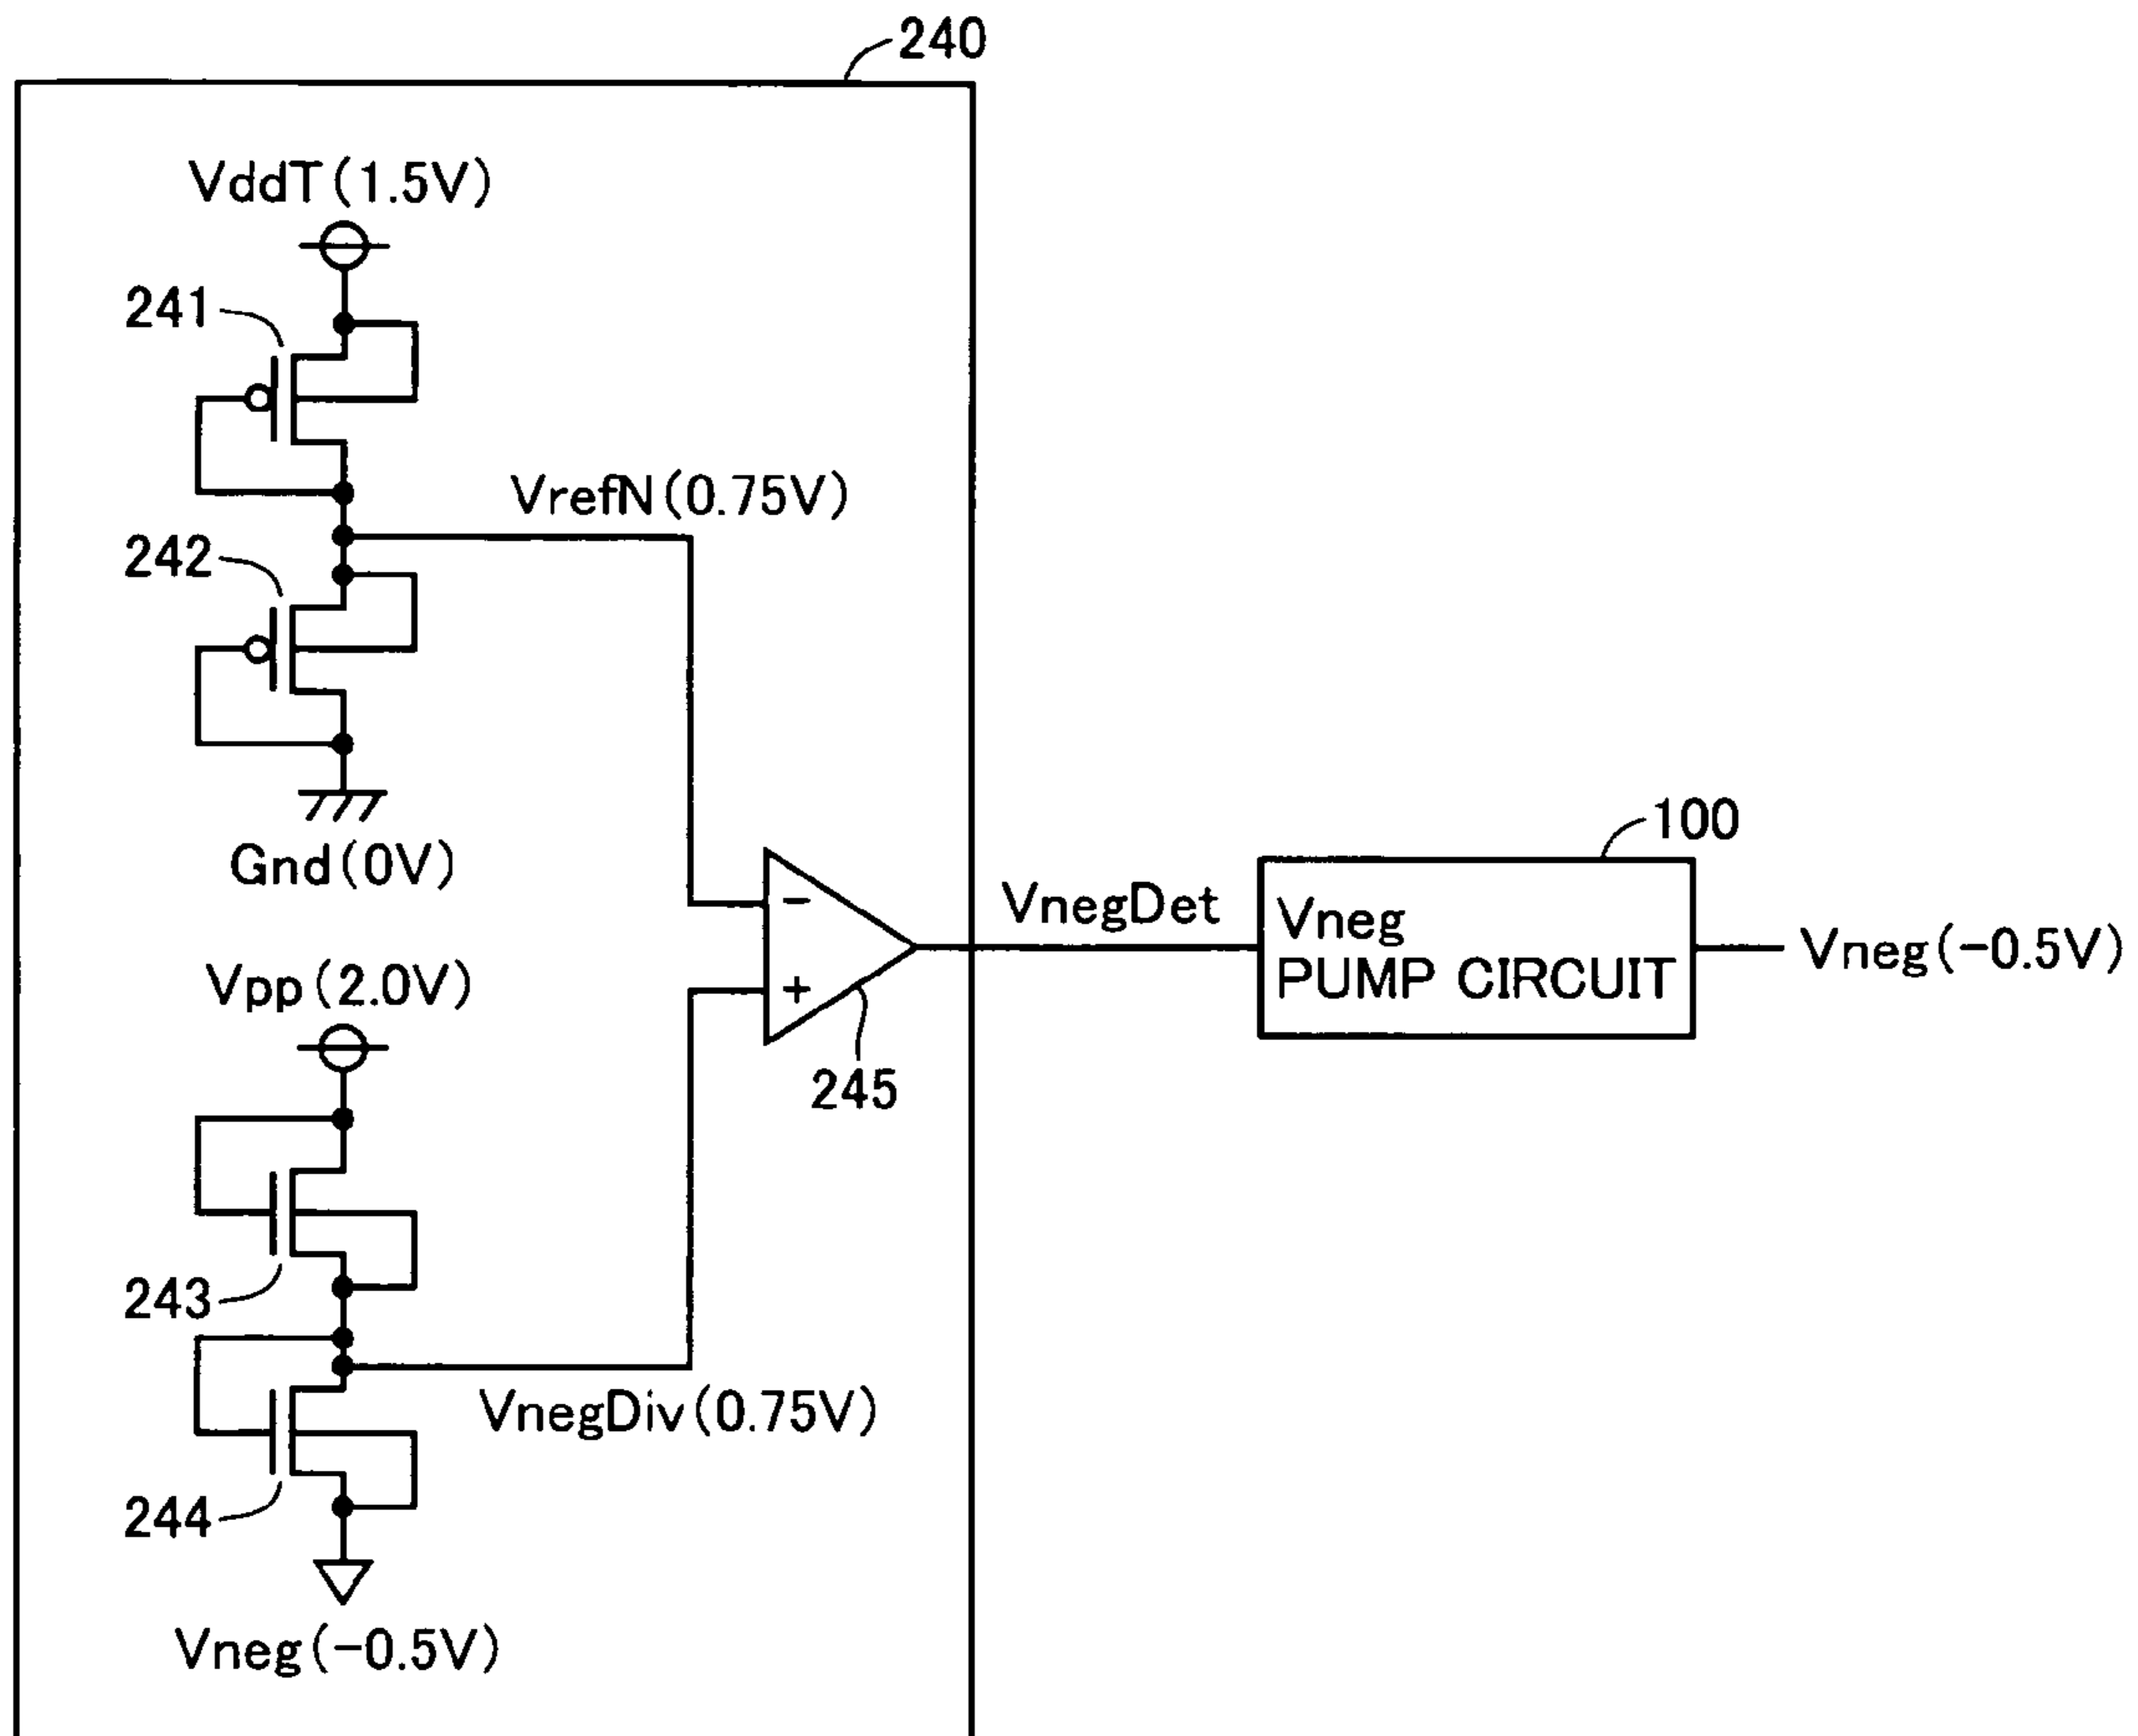 240
VddT(1.5V)
241
VrefN(0.75V)
242
Gnd(0V)
-
+
245
VnegDet
100
Vneg
PUMP CIRCUIT
Vneg(-0.5V)
Vpp(2.0V)
243
VnegDiv(0.75V)
244
Vneg(-0.5V)